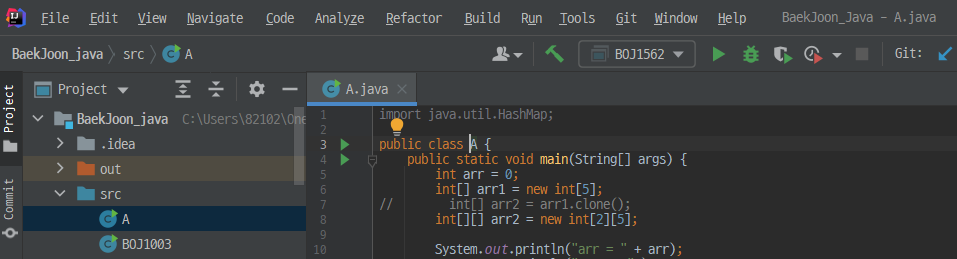 File Edit View Navigate Code Analyze Refactor Build Run Tools Git Window Help BaekJoon_Java - A.java
BaekJoon_java src A BOJ1562 Git:
Project
Project A.java
BaekJoon_java C:\Users\82102\One
.idea
out
src
A
BOJ1003
Commit
1 import java.util.HashMap;
2
3 public class A {
4 public static void main(String[] args) {
5 int arr = 0;
6 int[] arr1 = new int[5];
7 // int[] arr2 = arr1.clone();
8 int[][] arr2 = new int[2][5];
9
10 System.out.println("arr = " + arr);